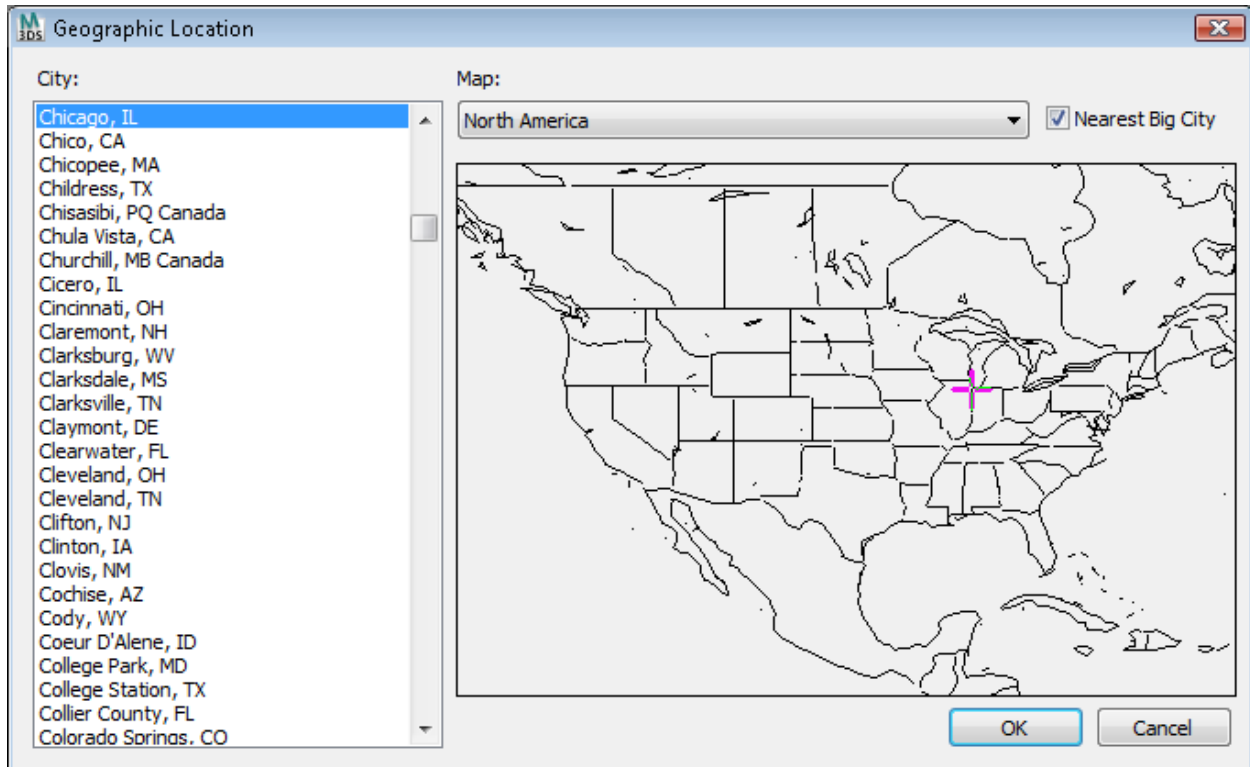 M
3DS
Geographic Location
City:
Map:
North America
Nearest Big City
Chicago, IL
Chico, CA
Chicopee, MA
Childress, TX
Chisasibi, PQ Canada
Chula Vista, CA
Churchill, MB Canada
Cicero, IL
Cincinnati, OH
Claremont, NH
Clarksburg, WV
Clarksdale, MS
Clarksville, TN
Claymont, DE
Clearwater, FL
Cleveland, OH
Cleveland, TN
Clifton, NJ
Clinton, IA
Clovis, NM
Cochise, AZ
Cody, WY
Coeur D'Alene, ID
College Park, MD
College Station, TX
Collier County, FL
Colorado Springs, CO
OK
Cancel